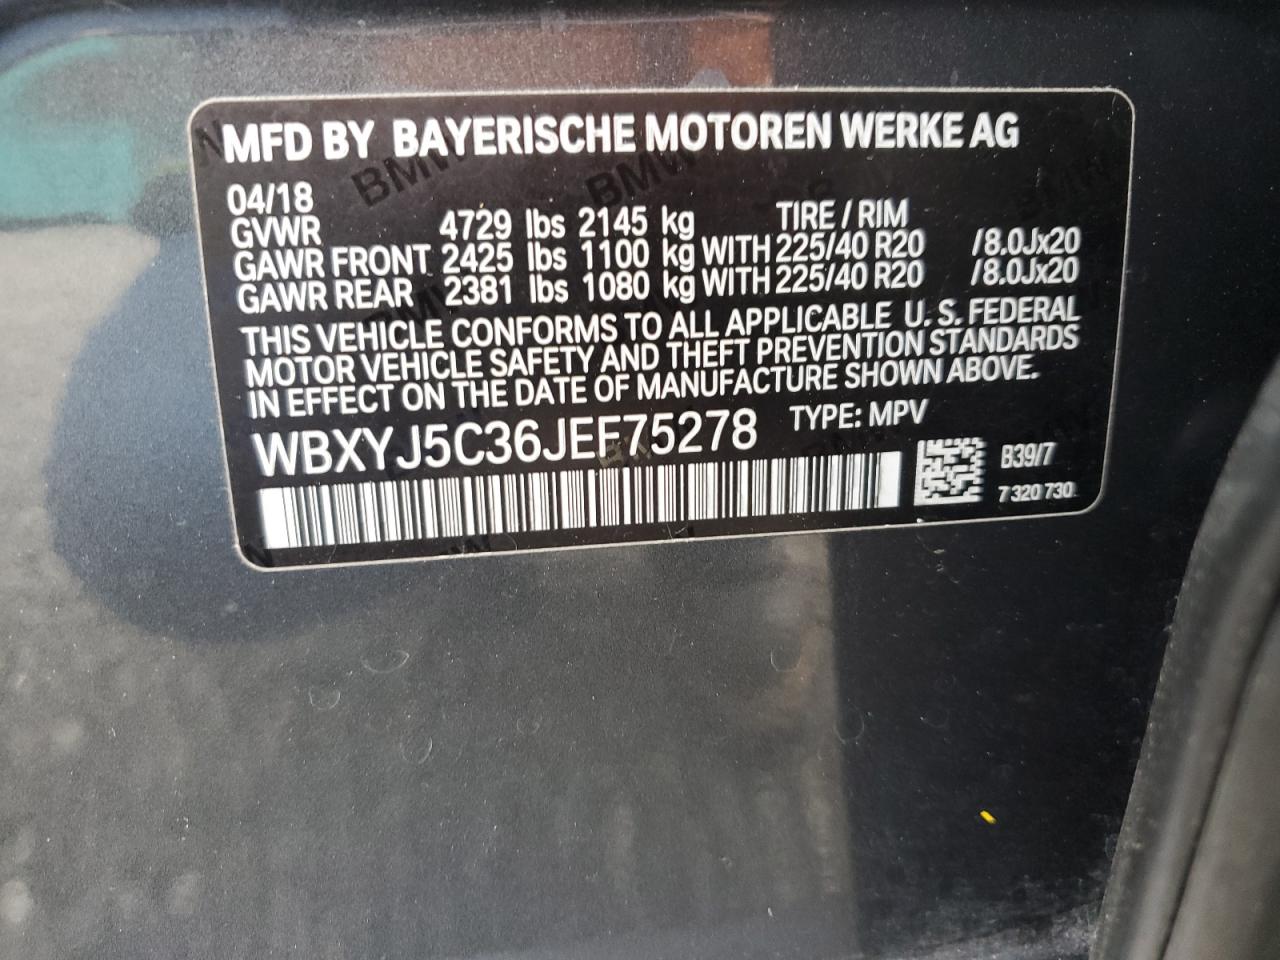 MFD BY BAYERISCHE MOTOREN WERKE AG
04/18
GVWR 4729 lbs 2145 kg TIRE / RIM
GAWR FRONT 2425 lbs 1100 kg WITH 225/40 R20 /8.0Jx20
GAWR REAR 2381 lbs 1080 kg WITH 225/40 R20 /8.0Jx20
THIS VEHICLE CONFORMS TO ALL APPLICABLE U. S. FEDERAL
MOTOR VEHICLE SAFETY AND THEFT PREVENTION STANDARDS
IN EFFECT ON THE DATE OF MANUFACTURE SHOWN ABOVE.
WBXYJ5C36JEF75278 TYPE: MPV
B39/7
7 320 730